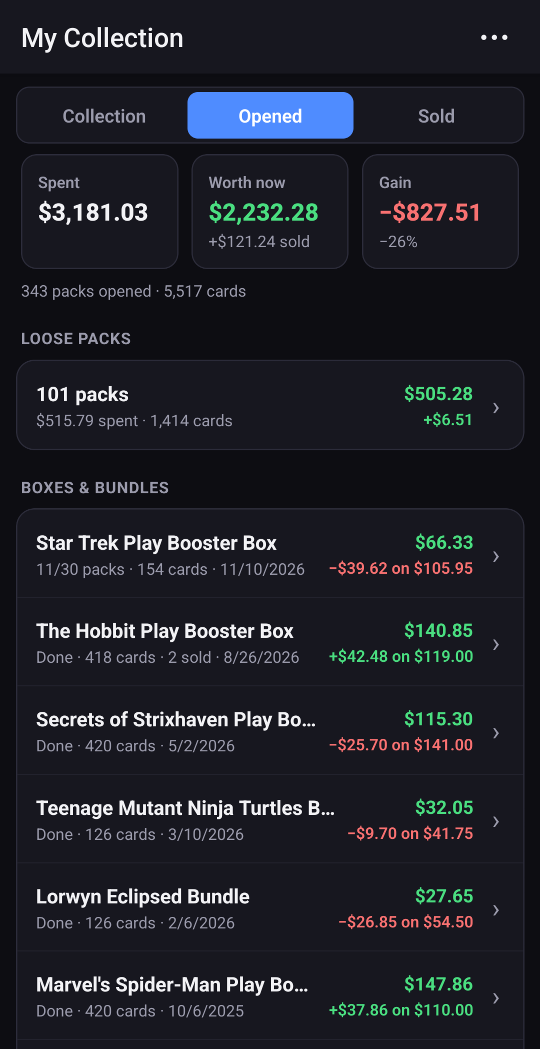 My Collection
Collection Opened Sold
Spent
$3,181.03
Worth now
$2,232.28
+$121.24 sold
Gain
−$827.51
−26%
343 packs opened · 5,517 cards
LOOSE PACKS
101 packs $505.28
$515.79 spent · 1,414 cards +$6.51
BOXES & BUNDLES
Star Trek Play Booster Box $66.33
11/30 packs · 154 cards · 11/10/2026 −$39.62 on $105.95
The Hobbit Play Booster Box $140.85
Done · 418 cards · 2 sold · 8/26/2026 +$42.48 on $119.00
Secrets of Strixhaven Play Bo... $115.30
Done · 420 cards · 5/2/2026 −$25.70 on $141.00
Teenage Mutant Ninja Turtles B... $32.05
Done · 126 cards · 3/10/2026 −$9.70 on $41.75
Lorwyn Eclipsed Bundle $27.65
Done · 126 cards · 2/6/2026 −$26.85 on $54.50
Marvel's Spider-Man Play Bo... $147.86
Done · 420 cards · 10/6/2025 +$37.86 on $110.00